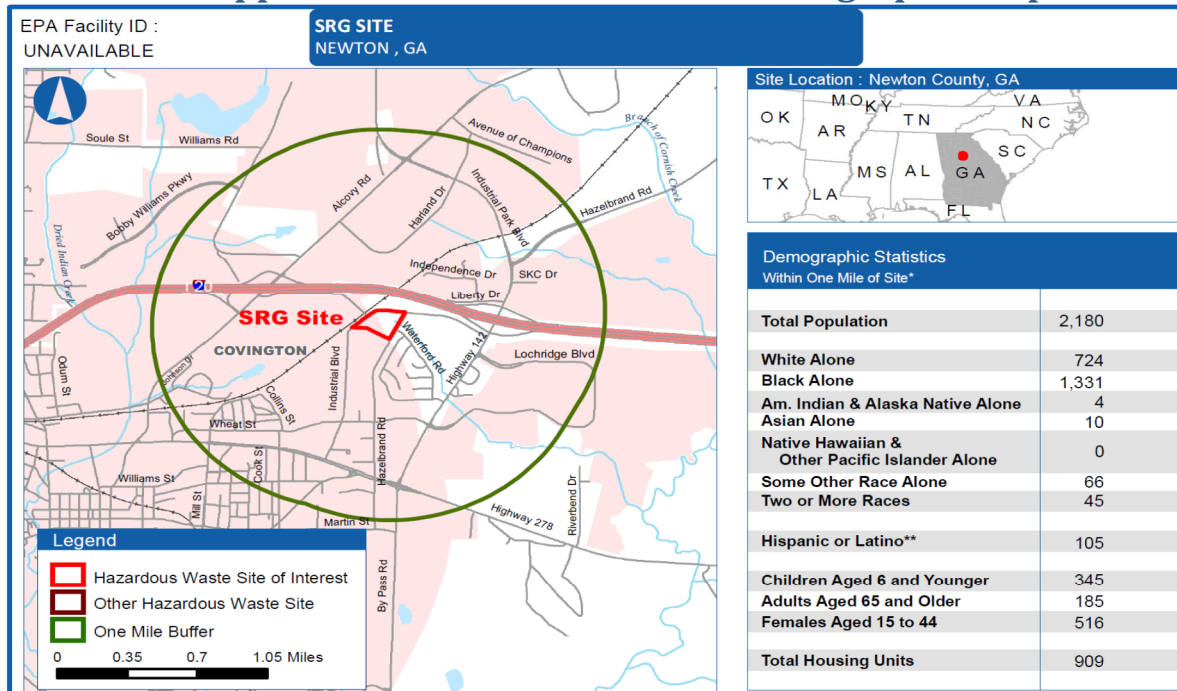 EPA Facility ID :
UNAVAILABLE
SRG SITE
NEWTON , GA
Soule St
Williams Rd
Bobby Williams Pkwy
Dried Indian Creek
Alcovy Rd
Avenue of Champions
Branch of Cornish Creek
Harland Dr
Industrial Park Blvd
Hazelbrand Rd
Independence Dr
SKC Dr
Liberty Dr
SRG Site
COVINGTON
Waterford Rd
Highway 142
Lochridge Blvd
Industrial Blvd
Johnson Dr
Odum St
Collins St
Wheat St
Cook St
Hazelbrand Rd
Williams St
Mill St
Martin St
Highway 278
Riverbend Dr
By Pass Rd
Legend
Hazardous Waste Site of Interest
Other Hazardous Waste Site
One Mile Buffer
0 0.35 0.7 1.05 Miles
Site Location : Newton County, GA
MO
KY
VA
OK
AR
TN
NC
SC
MS
AL
GA
TX
LA
FL
Demographic Statistics
Within One Mile of Site*
Total Population 2,180
White Alone 724
Black Alone 1,331
Am. Indian & Alaska Native Alone 4
Asian Alone 10
Native Hawaiian &
Other Pacific Islander Alone 0
Some Other Race Alone 66
Two or More Races 45
Hispanic or Latino** 105
Children Aged 6 and Younger 345
Adults Aged 65 and Older 185
Females Aged 15 to 44 516
Total Housing Units 909